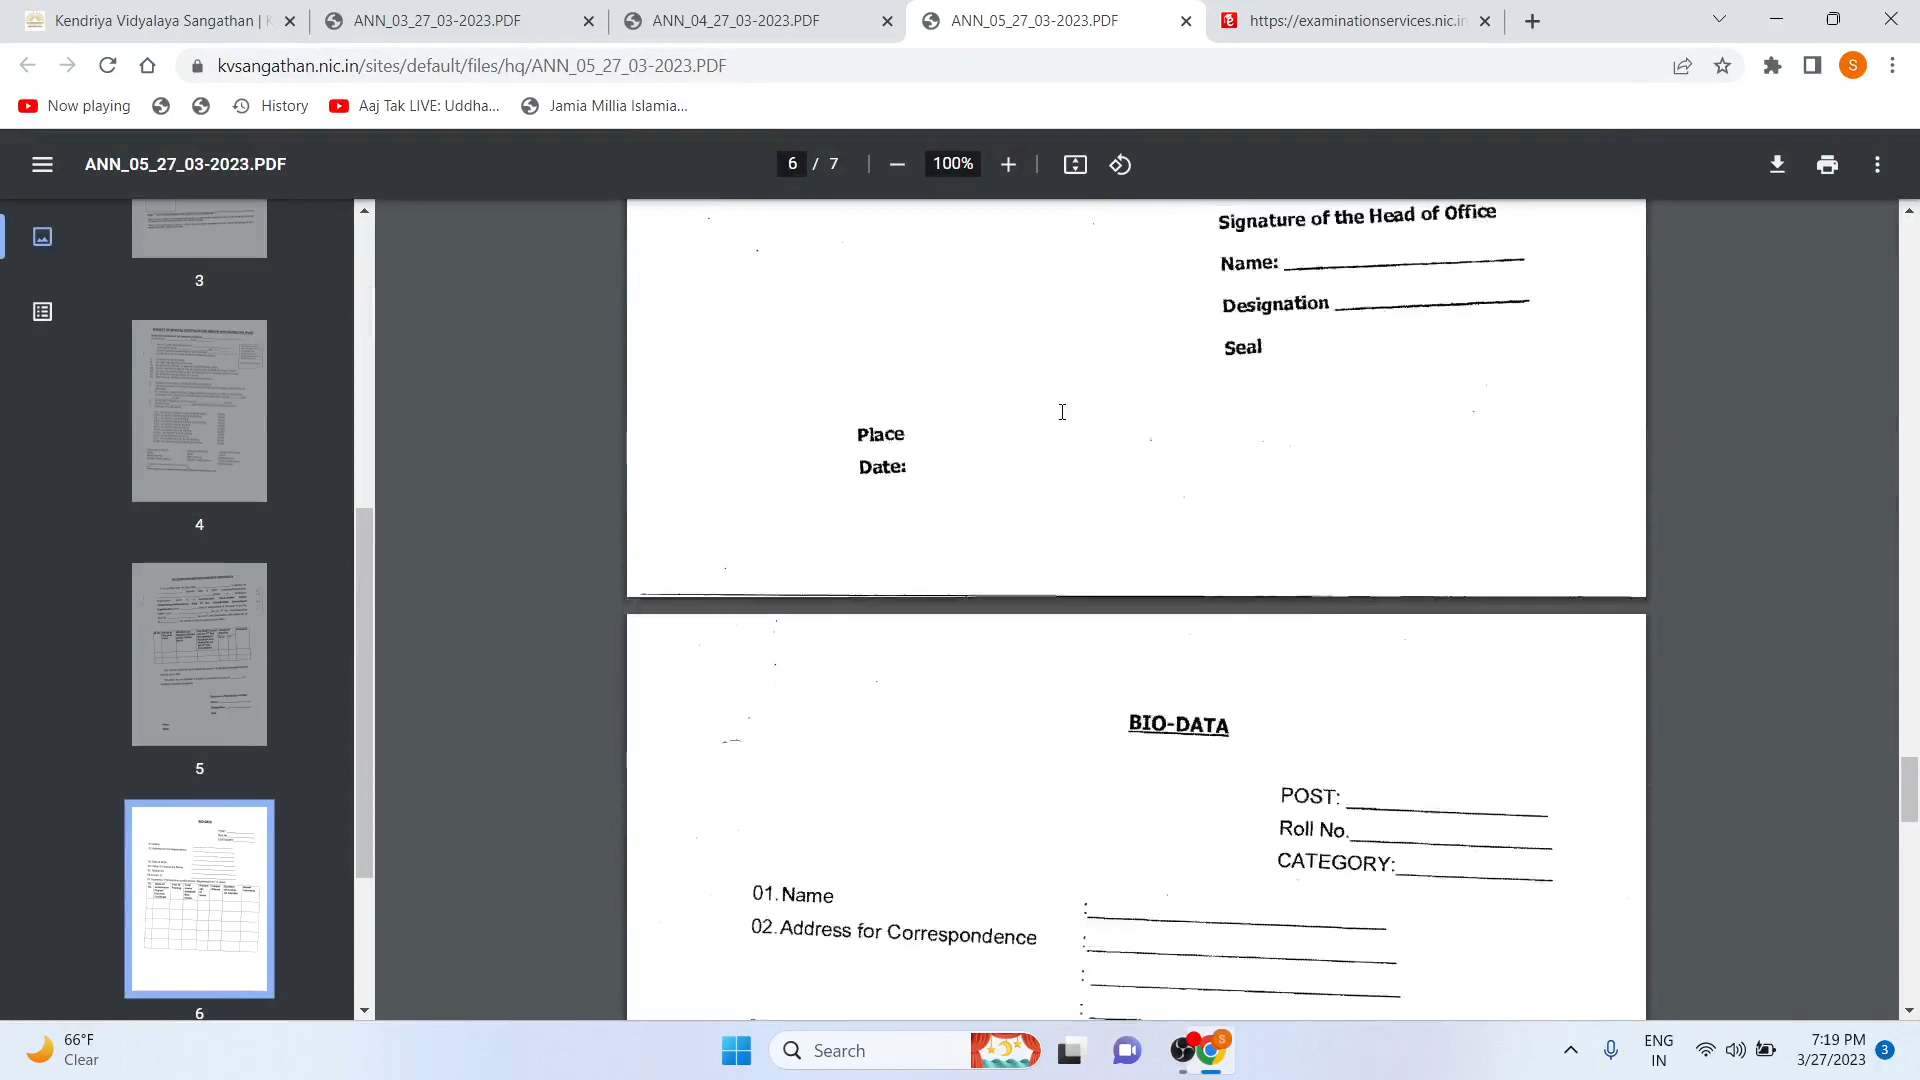 Kendriya Vidyalaya Sangathan | K
ANN_03_27_03-2023.PDF
ANN_04_27_03-2023.PDF
ANN_05_27_03-2023.PDF
https://examinationservices.nic.in
kvsangathan.nic.in/sites/default/files/hq/ANN_05_27_03-2023.PDF
S
Now playing
History
Aaj Tak LIVE: Uddha...
Jamia Millia Islamia...
ANN_05_27_03-2023.PDF
6 / 7
100%
3
4
5
6
Signature of the Head of Office
Name:
Designation
Seal
Place
Date:
BIO-DATA
POST:
Roll No.
CATEGORY:
01. Name :
02. Address for Correspondence :
:
:
66°F
Clear
Search
ENG
IN
7:19 PM
3/27/2023
3